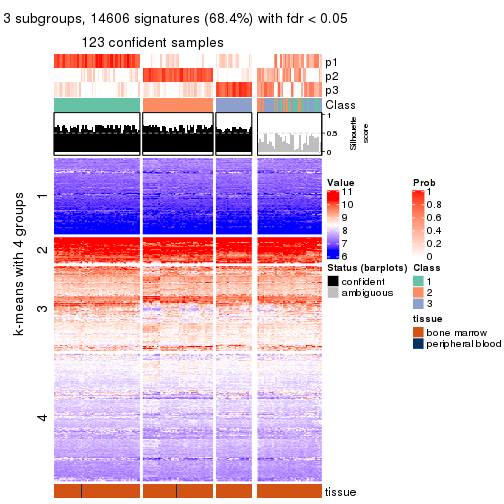 3 subgroups, 14606 signatures (68.4%) with fdr < 0.05
123 confident samples
p1
p2
p3
Class
1
0.5
0
Silhouette
score
k-means with 4 groups
1
2
3
4
tissue
Value
11
10
9
8
7
6
Prob
1
0.8
0.6
0.4
0.2
0
Status (barplots)
confident
ambiguous
Class
1
2
3
tissue
bone marrow
peripheral blood